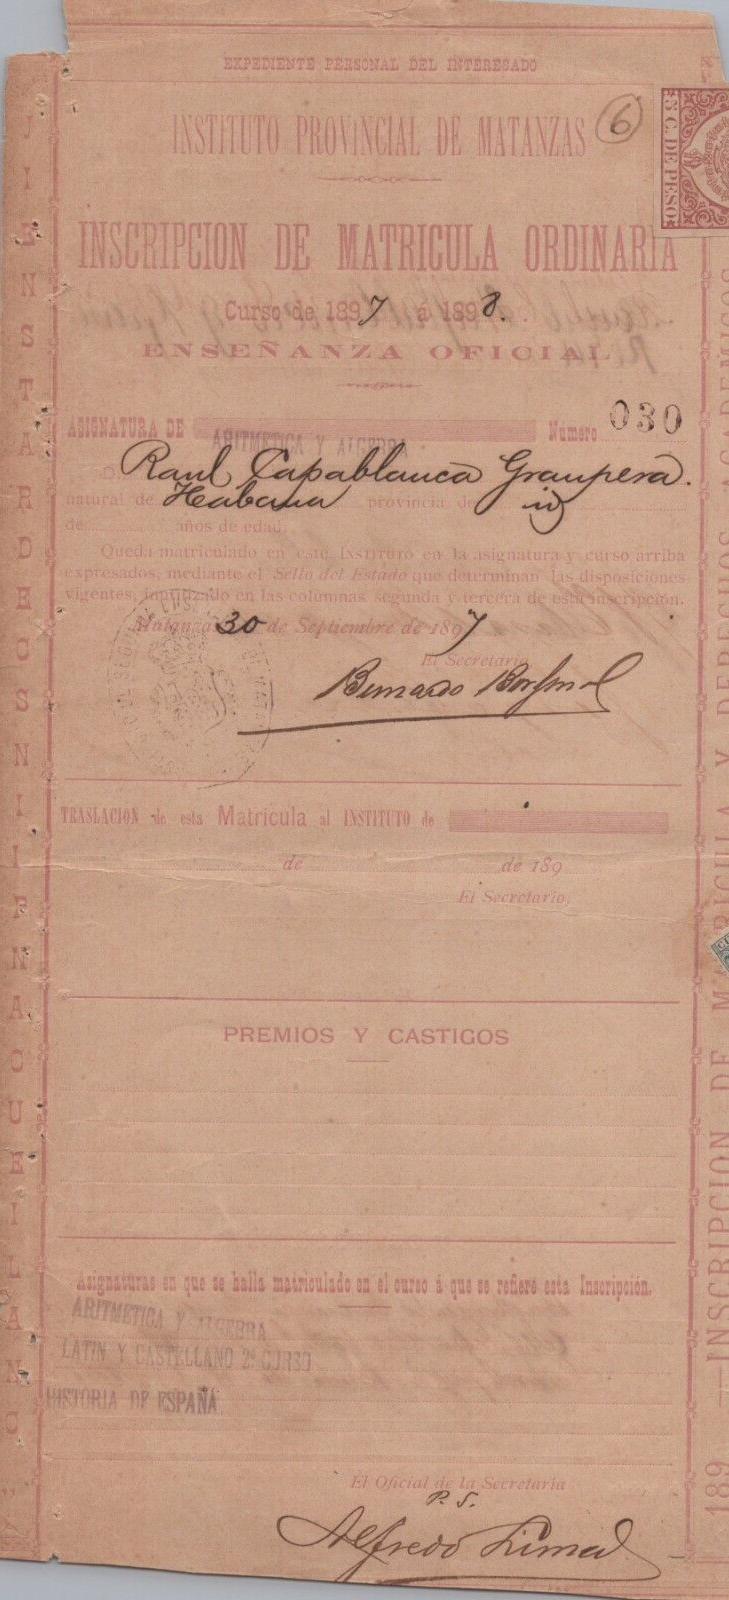 EXPEDIENTE PERSONAL DEL INTERESADO
INSTITUTO PROVINCIAL DE MATANZAS
6
5 C. DE PESO
INSCRIPCION DE MATRICULA ORDINARIA
Curso de 1897 á 1898.
ENSEÑANZA OFICIAL
ASIGNATURA DE ARITMETICA Y ALGEBRA Número 030
D. Raul Capablanca Graupera.
natural de Habana provincia de id
de años de edad.
Queda matriculado en este Instituto en la asignatura y curso arriba
expresados, mediante el Sello del Estado que determinan las disposiciones
vigentes, inutilizado en las columnas segunda y tercera de esta inscripción.
Matanzas 30 de Septiembre de 1897
El Secretario
Bernardo
TRASLACION de esta Matricula al INSTITUTO de
de de 189
El Secretario,
PREMIOS Y CASTIGOS
Asignaturas en que se halla matriculado en el curso á que se refiere esta Inscripción.
ARITMETICA Y ALGEBRA
LATIN Y CASTELLANO 2º CURSO
HISTORIA DE ESPAÑA
El Oficial de la Secretaría
P. S.
Alfredo
189 —INSCRIPCION DE MATRICULA Y DERECHOS ACADEMICOS